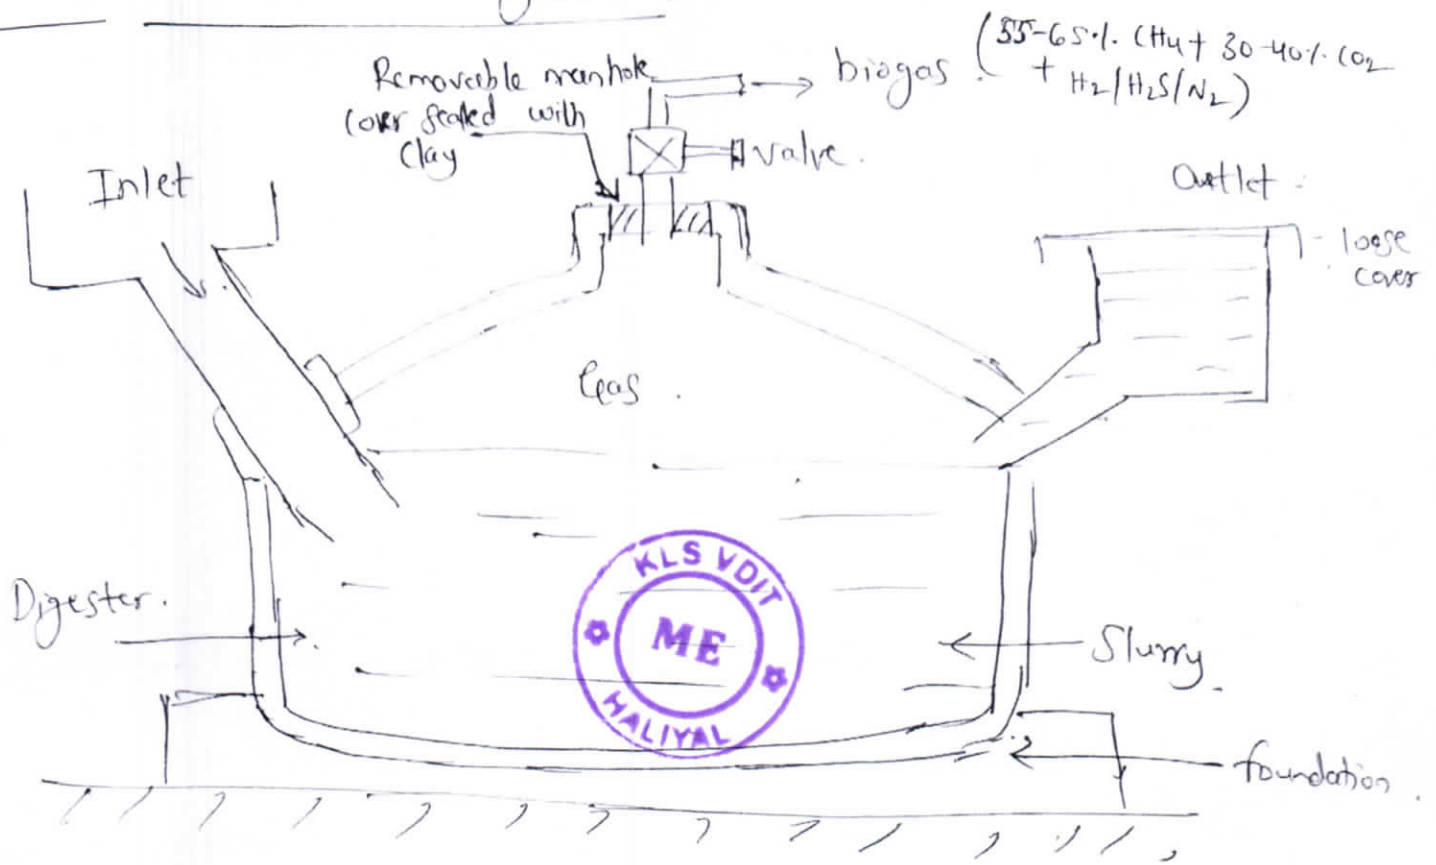 Removable manhole
cover sealed with
Clay
biogas (55-65% CH4 + 30-40% CO2
+ H2/H2S/N2)
valve.
Inlet
Outlet
loose
cover
Gas.
Digester.
Slurry.
foundation.
KLS VDIT
ME
HALIYAL